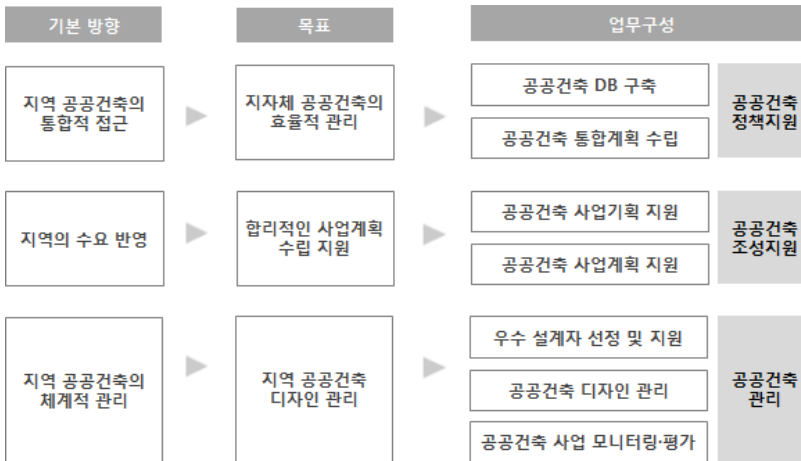 기본 방향
목표
업무구성
지역 공공건축의
통합적 접근
지자체 공공건축의
효율적 관리
공공건축 DB 구축
공공건축 통합계획 수립
공공건축
정책지원
지역의 수요 반영
합리적인 사업계획
수립 지원
공공건축 사업기획 지원
공공건축 사업계획 지원
공공건축
조성지원
지역 공공건축의
체계적 관리
지역 공공건축
디자인 관리
우수 설계자 선정 및 지원
공공건축 디자인 관리
공공건축 사업 모니터링·평가
공공건축
관리